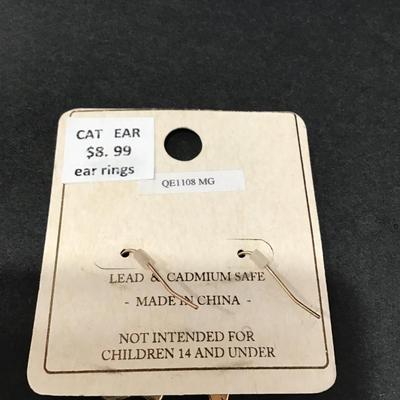 CAT EAR
$8.99
ear rings
QE1108 MG
LEAD & CADMIUM SAFE
- MADE IN CHINA -
NOT INTENDED FOR
CHILDREN 14 AND UNDER